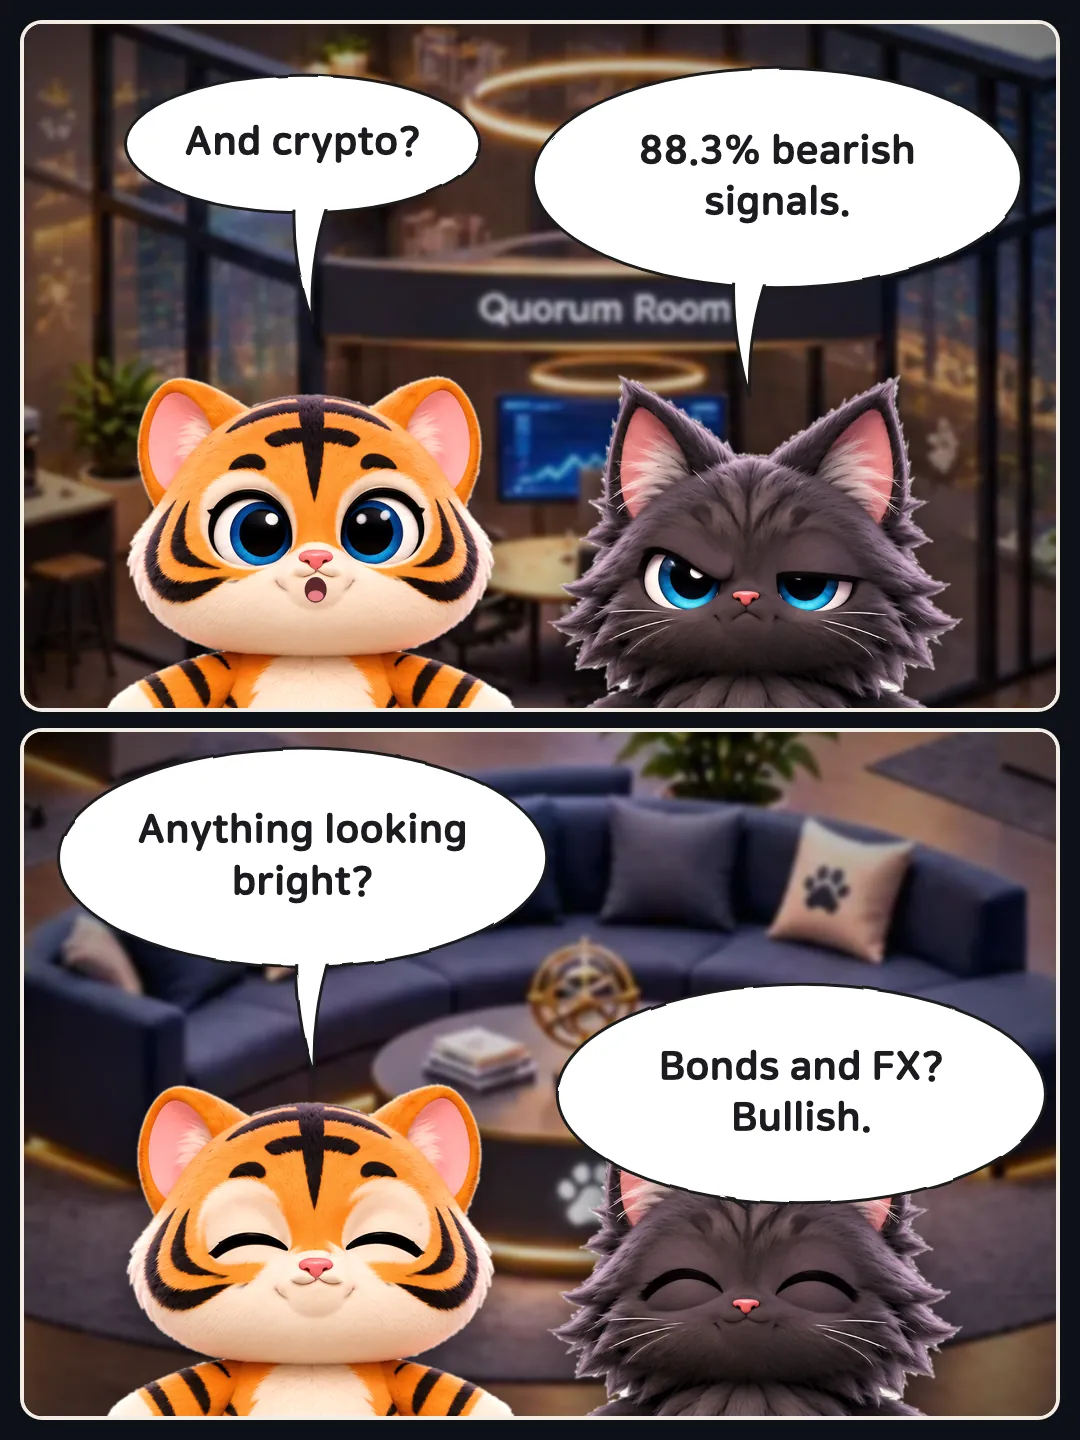 And crypto?
88.3% bearish
signals.
Quorum Room
Anything looking
bright?
Bonds and FX?
Bullish.